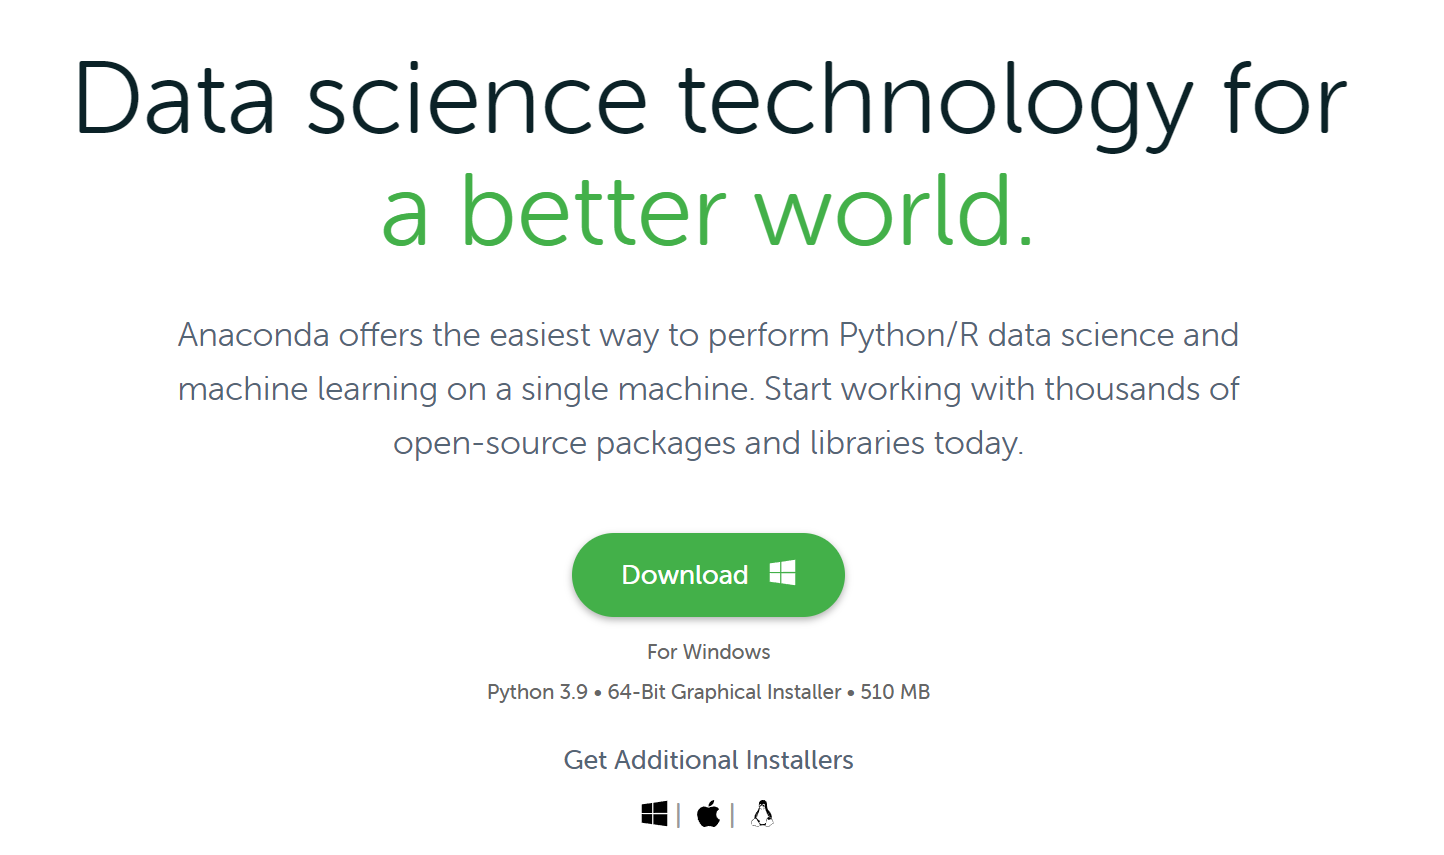 Data science technology for
a better world.
Anaconda offers the easiest way to perform Python/R data science and
machine learning on a single machine. Start working with thousands of
open-source packages and libraries today.
Download
For Windows
Python 3.9 • 64-Bit Graphical Installer • 510 MB
Get Additional Installers
| |